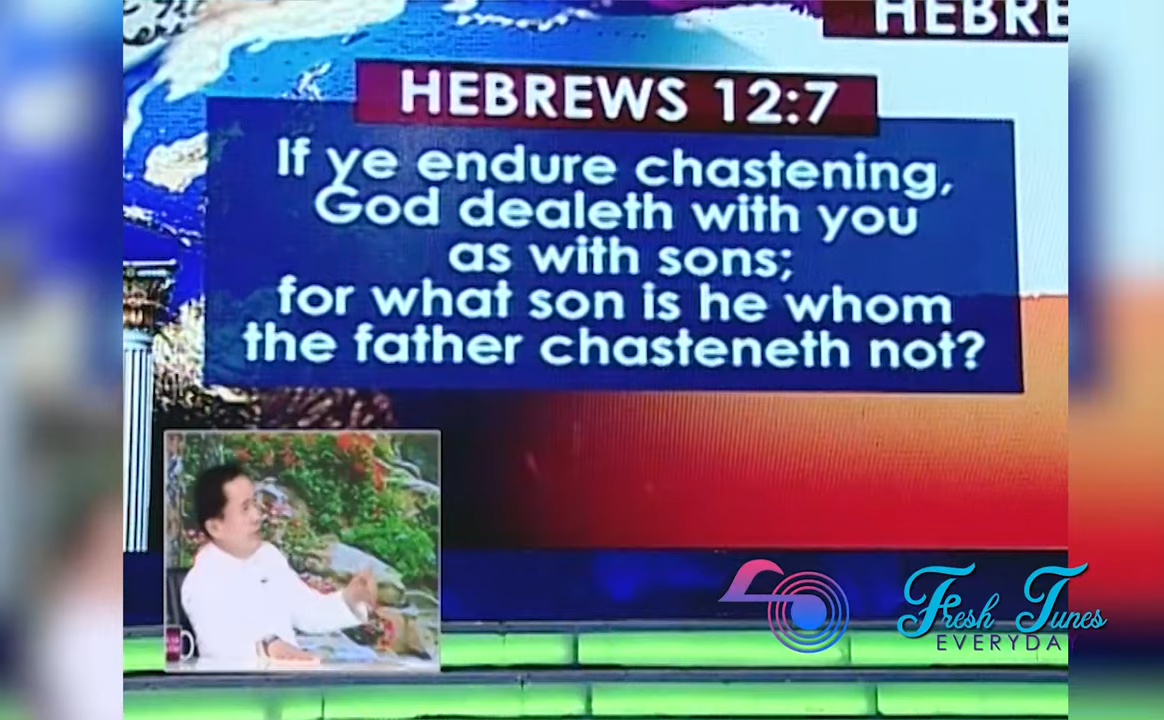 HEBRE
HEBREWS 12:7
If ye endure chastening,
God dealeth with you
as with sons;
for what son is he whom
the father chasteneth not?
Fresh Tunes
EVERYDAY